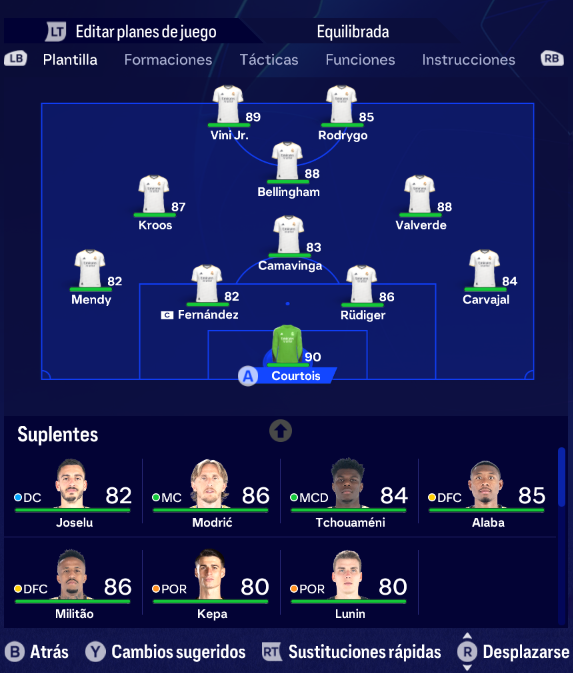 LT Editar planes de juego Equilibrada
LB Plantilla Formaciones Tácticas Funciones Instrucciones RB
89 85
Vini Jr. Rodrygo
88
Bellingham
87 88
Kroos Valverde
83
Camavinga
82 84
Mendy Carvajal
82 86
C Fernández Rüdiger
90
A Courtois
Suplentes
DC 82 MC 86 MCD 84 DFC 85
Joselu Modrić Tchouaméni Alaba
DFC 86 POR 80 POR 80
Militão Kepa Lunin
B Atrás Y Cambios sugeridos RT Sustituciones rápidas R Desplazarse